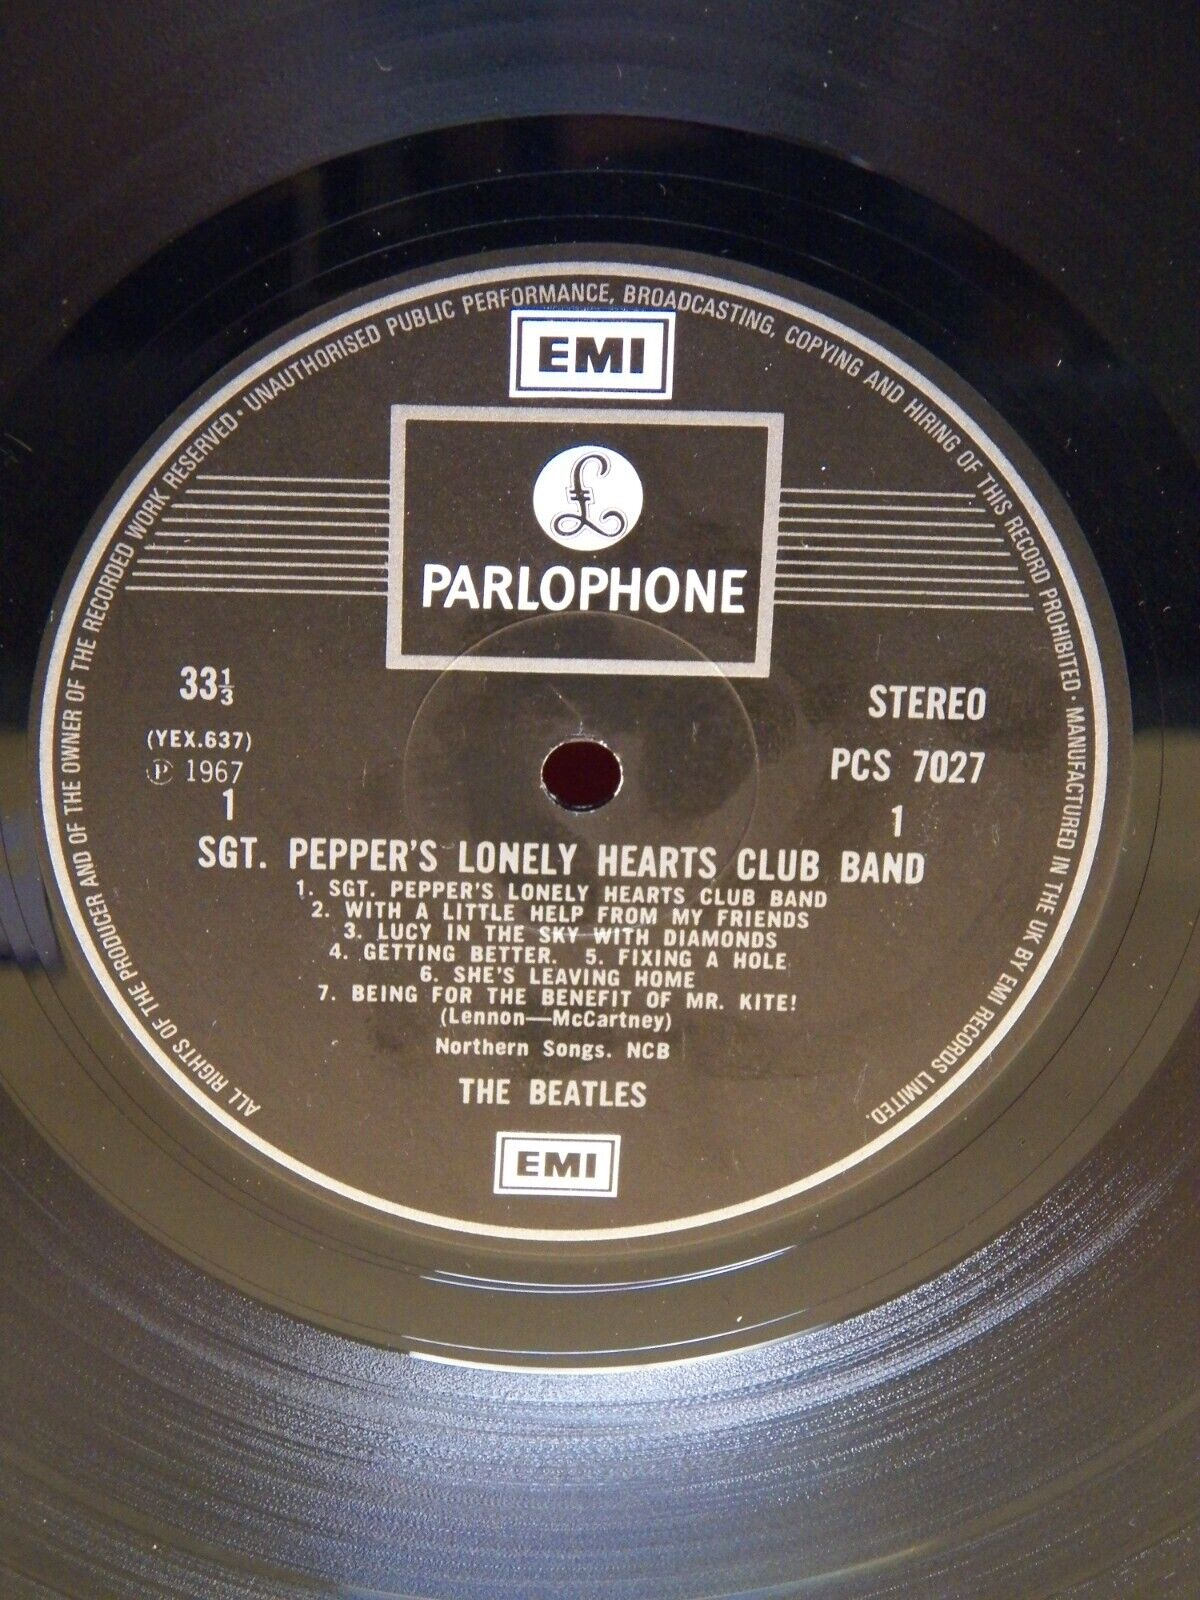 ALL RIGHTS OF THE PRODUCER AND OF THE OWNER OF THE RECORDED WORK RESERVED · UNAUTHORISED PUBLIC PERFORMANCE, BROADCASTING, COPYING AND HIRING OF THIS RECORD PROHIBITED · MANUFACTURED IN THE UK BY EMI RECORDS LIMITED.
EMI
£
PARLOPHONE
33⅓
STEREO
(YEX.637)
℗ 1967
PCS 7027
1
1
SGT. PEPPER'S LONELY HEARTS CLUB BAND
1. SGT. PEPPER'S LONELY HEARTS CLUB BAND
2. WITH A LITTLE HELP FROM MY FRIENDS
3. LUCY IN THE SKY WITH DIAMONDS
4. GETTING BETTER. 5. FIXING A HOLE
6. SHE'S LEAVING HOME
7. BEING FOR THE BENEFIT OF MR. KITE!
(Lennon—McCartney)
Northern Songs. NCB
THE BEATLES
EMI